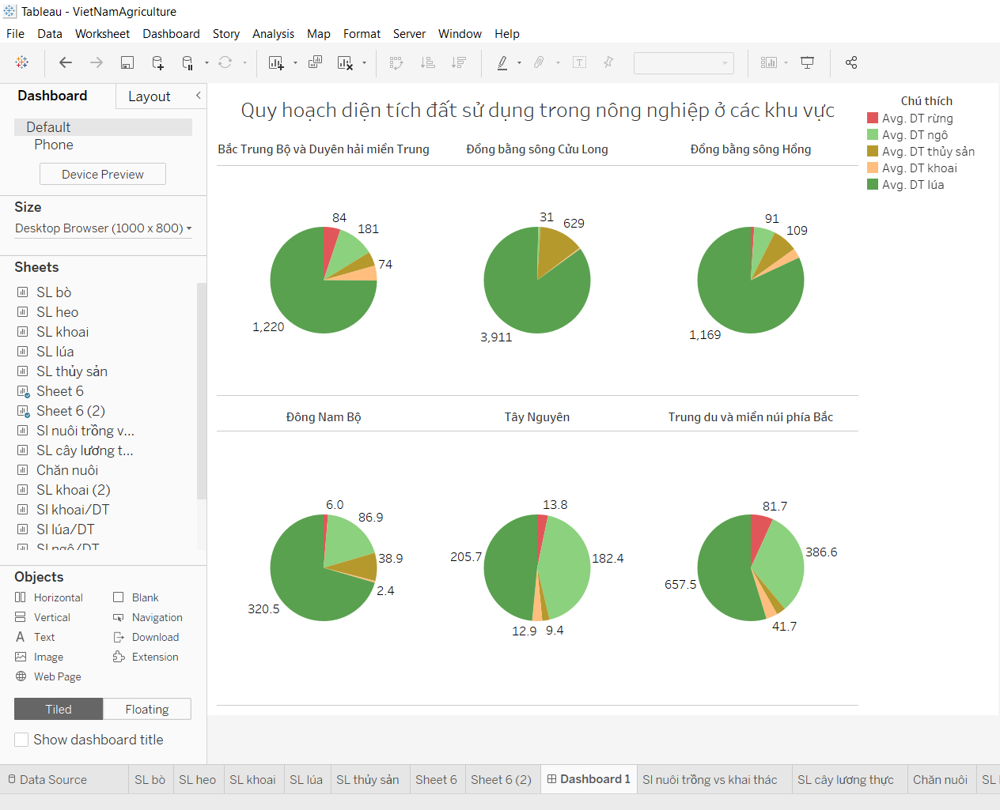 Tableau - VietNamAgriculture
File Data Worksheet Dashboard Story Analysis Map Format Server Window Help
Dashboard Layout
Default
Phone
Device Preview
Size
Desktop Browser (1000 x 800)
Sheets
SL bò
SL heo
SL khoai
SL lúa
SL thủy sản
Sheet 6
Sheet 6 (2)
Sl nuôi trồng v...
SL cây lương t...
Chăn nuôi
SL khoai (2)
Sl khoai/DT
Sl lúa/DT
Sl ngô/DT
Objects
Horizontal Blank
Vertical Navigation
Text Download
Image Extension
Web Page
Tiled Floating
Show dashboard title
Quy hoạch diện tích đất sử dụng trong nông nghiệp ở các khu vực
Bắc Trung Bộ và Duyên hải miền Trung Đồng bằng sông Cửu Long Đồng bằng sông Hồng
84
181
74
1,220
31
629
3,911
91
109
1,169
Đông Nam Bộ Tây Nguyên Trung du và miền núi phía Bắc
6.0
86.9
38.9
2.4
320.5
13.8
182.4
9.4
12.9
205.7
81.7
386.6
41.7
657.5
Chú thích
Avg. DT rừng
Avg. DT ngô
Avg. DT thủy sản
Avg. DT khoai
Avg. DT lúa
Data Source SL bò SL heo SL khoai SL lúa SL thủy sản Sheet 6 Sheet 6 (2) Dashboard 1 Sl nuôi trồng vs khai thác SL cây lương thực Chăn nuôi SL